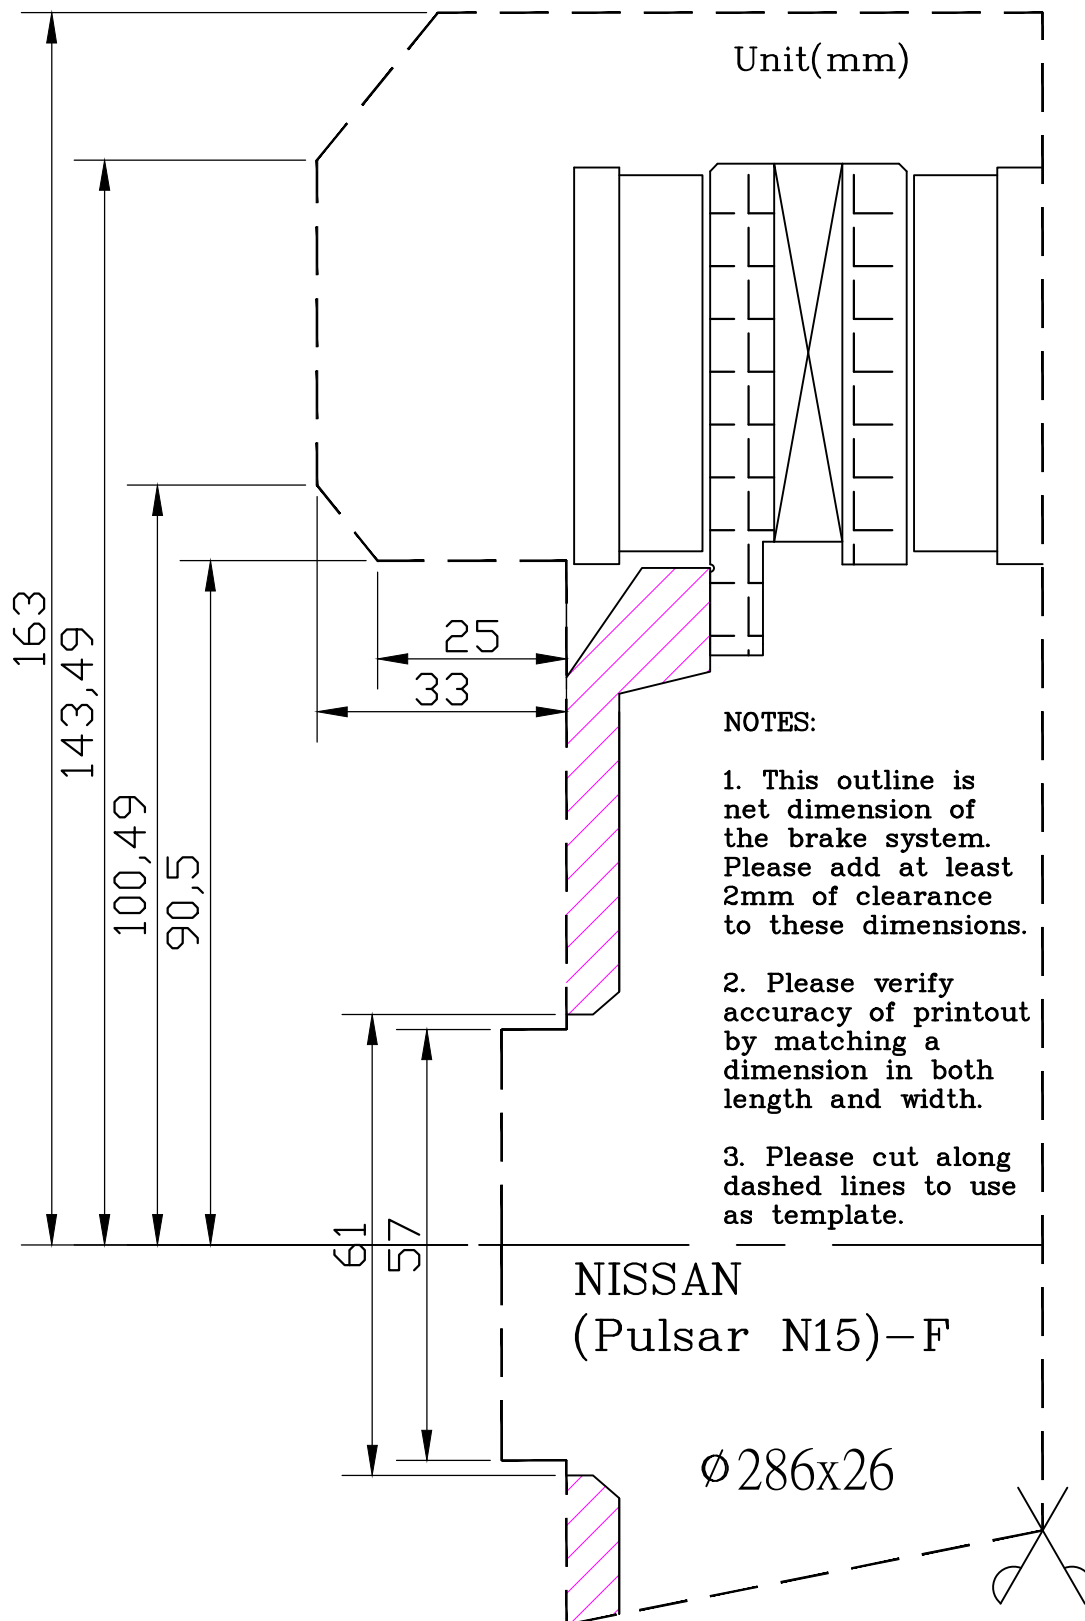 Unit(mm)
163
143,49
100,49
90,5
25
33
NOTES:
1. This outline is
net dimension of
the brake system.
Please add at least
2mm of clearance
to these dimensions.
2. Please verify
accuracy of printout
by matching a
dimension in both
length and width.
3. Please cut along
dashed lines to use
as template.
61
57
NISSAN
(Pulsar N15)-F
Ø286x26